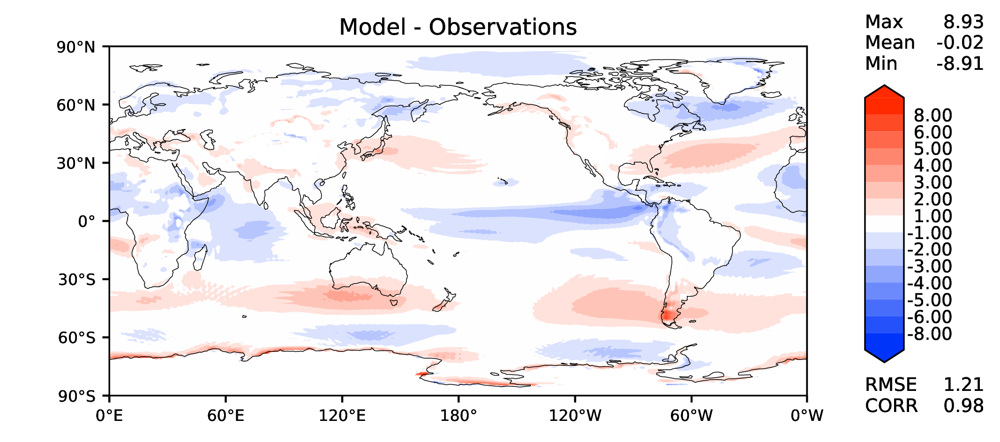 Model - Observations
Max 8.93
Mean -0.02
Min -8.91
90°N
60°N
30°N
0°
30°S
60°S
90°S
0°E 60°E 120°E 180° 120°W 60°W 0°W
8.00
6.00
5.00
4.00
3.00
2.00
1.00
-1.00
-2.00
-3.00
-4.00
-5.00
-6.00
-8.00
RMSE 1.21
CORR 0.98